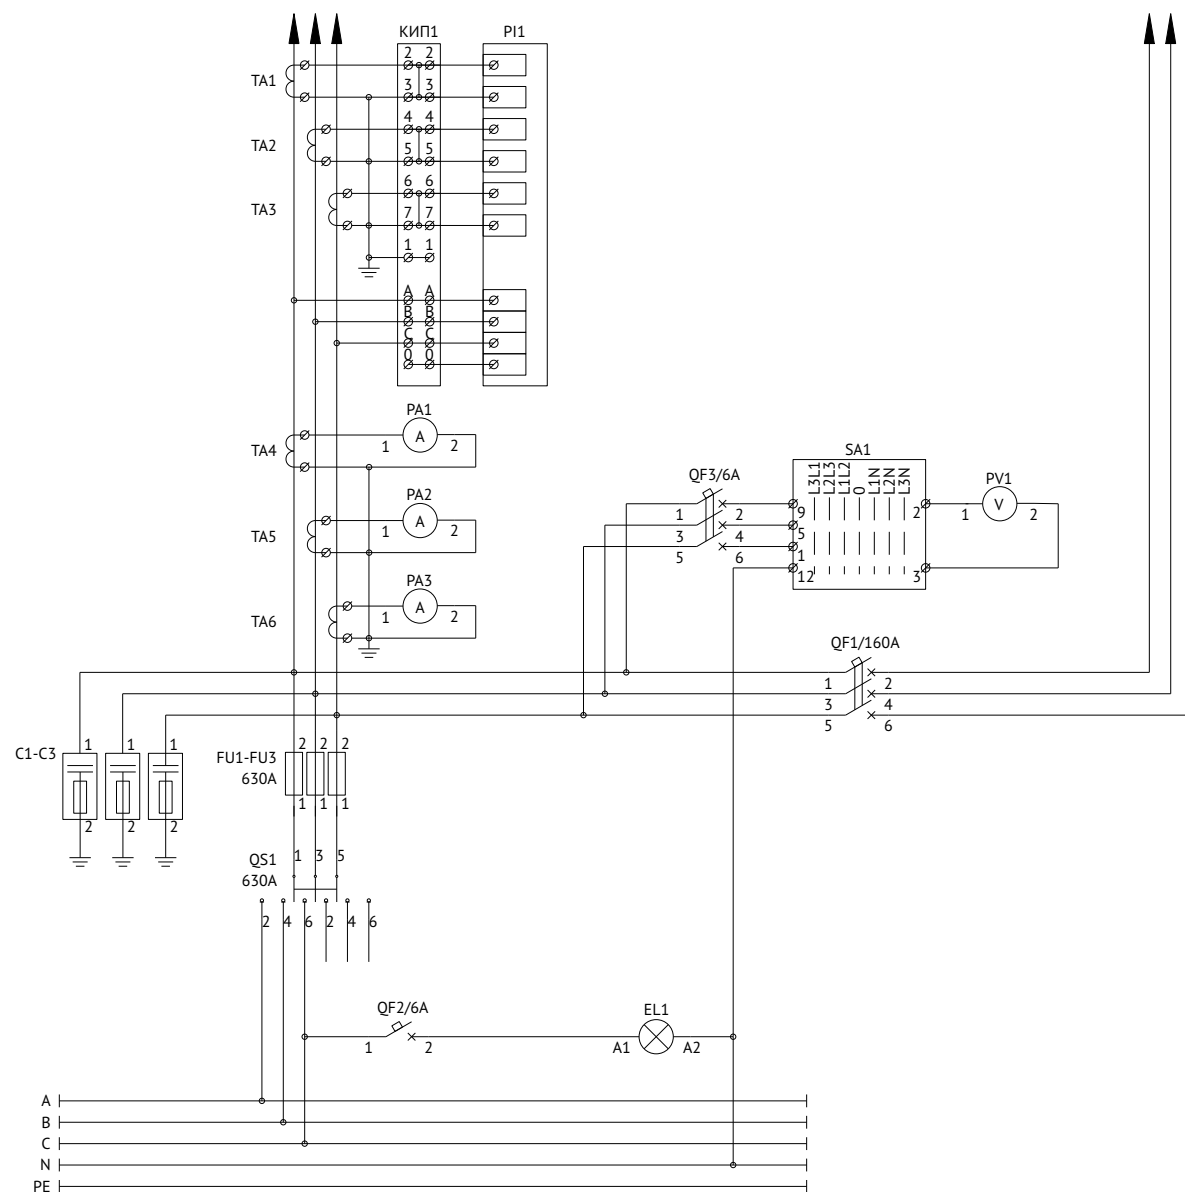 КИП1 PI1
2 2
TA1
3 3
4 4
TA2
5 5
6 6
TA3
7 7
1 1
A A
B B
C C
0 0
PA1
TA4 1 A 2
PA2
TA5 1 A 2
PA3
TA6 1 A 2
SA1
QF3/6A
L3L1 L2L3 L1L2 0 L1N L2N L3N
PV1
1 2 9 2 1 V 2
3 4 5
5 6 1
12 3
QF1/160A
1 2
3 4
5 6
C1-C3 1 1 1
2 2 2
FU1-FU3 2 2 2
630A
1 1 1
QS1 1 3 5
630A
2 4 6 2 4 6
QF2/6A EL1
1 2 A1 A2
A
B
C
N
PE